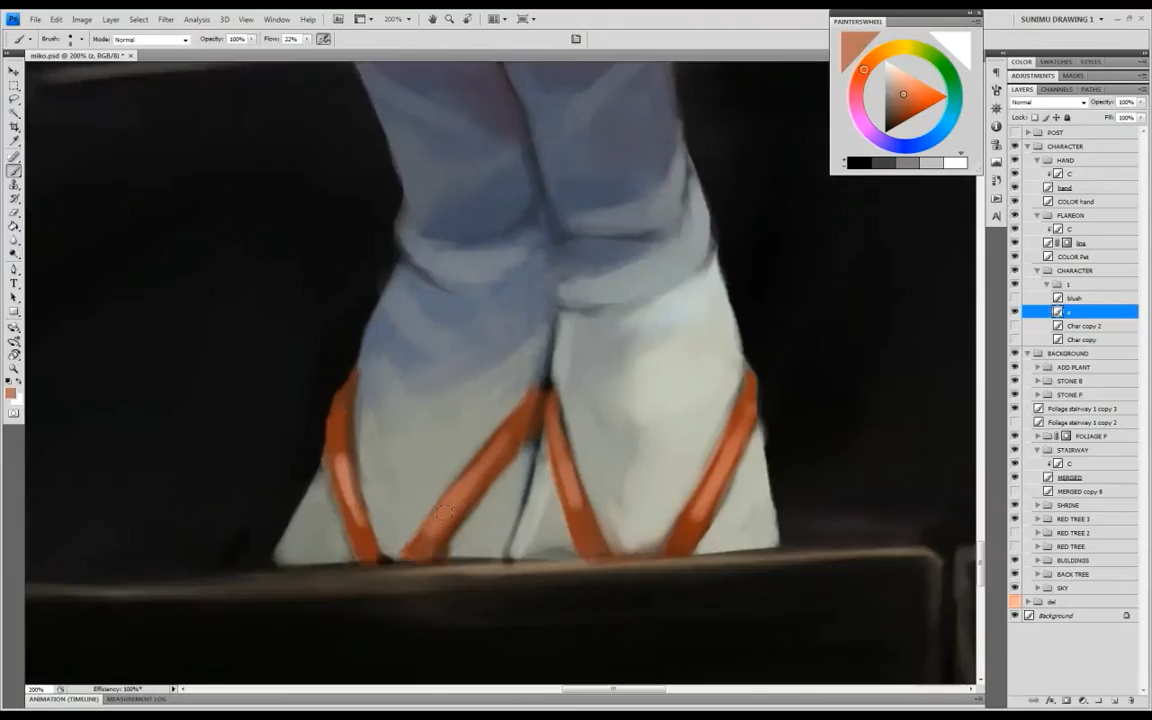 Ps File Edit Image Layer Select Filter Analysis 3D View Window Help 200% SUNIMU DRAWING 1
Brush: Mode: Normal Opacity: 100% Flow: 22%
miko.psd @ 200% (z, RGB/8) *
PAINTERSWHEEL
COLOR SWATCHES STYLES
ADJUSTMENTS MASKS
LAYERS CHANNELS PATHS
Normal Opacity: 100%
Lock: Fill: 100%
POST
CHARACTER
HAND
C
hand
COLOR hand
FLAREON
C
line
COLOR Pet
CHARACTER
1
blush
z
Char copy 2
Char copy
BACKGROUND
ADD PLANT
STONE B
STONE F
Foliage stairway 1 copy 3
Foliage stairway 1 copy 2
FOLIAGE F
STAIRWAY
C
MERGED
MERGED copy 8
SHRINE
RED TREE 3
RED TREE 2
RED TREE
BUILDINGS
BACK TREE
SKY
del
Background
200% Efficiency: 100%*
ANIMATION (TIMELINE) MEASUREMENT LOG